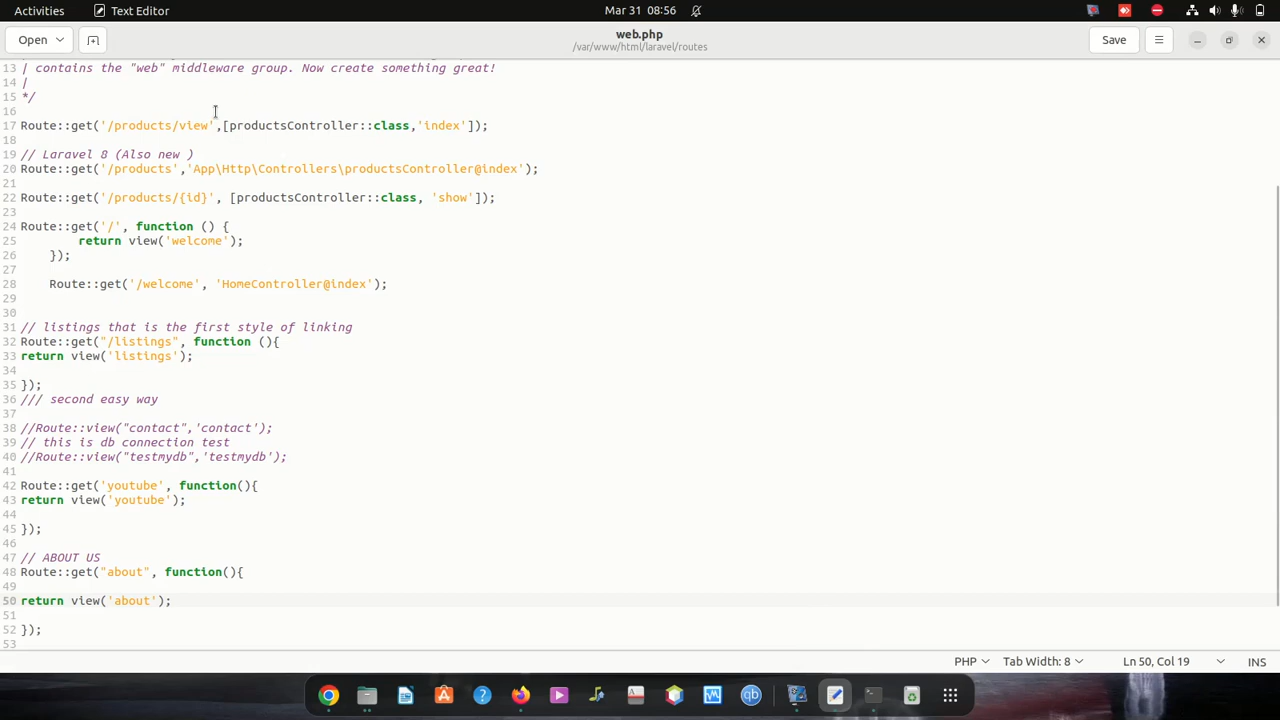 Activities Text Editor Mar 31 08:56
Open web.php Save
/var/www/html/laravel/routes
13 | contains the "web" middleware group. Now create something great!
14 |
15 */
16
17 Route::get('/products/view',[productsController::class,'index']);
18
19 // Laravel 8 (Also new )
20 Route::get('/products','App\Http\Controllers\productsController@index');
21
22 Route::get('/products/{id}', [productsController::class, 'show']);
23
24 Route::get('/', function () {
25         return view('welcome');
26     });
27
28     Route::get('/welcome', 'HomeController@index');
29
30
31 // listings that is the first style of linking
32 Route::get("/listings", function (){
33 return view('listings');
34
35 });
36 /// second easy way
37
38 //Route::view("contact",'contact');
39 // this is db connection test
40 //Route::view("testmydb",'testmydb');
41
42 Route::get('youtube', function(){
43 return view('youtube');
44
45 });
46
47 // ABOUT US
48 Route::get("about", function(){
49
50 return view('about');
51
52 });
53
PHP Tab Width: 8 Ln 50, Col 19 INS